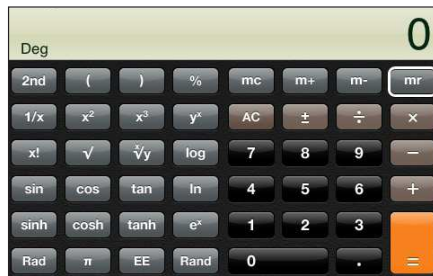 0
Deg
2nd ( ) % mc m+ m- mr
1/x x² x³ yˣ AC ± ÷ ×
x! √ ˣ√y log 7 8 9 −
sin cos tan ln 4 5 6 +
sinh cosh tanh eˣ 1 2 3 =
Rad π EE Rand 0 .